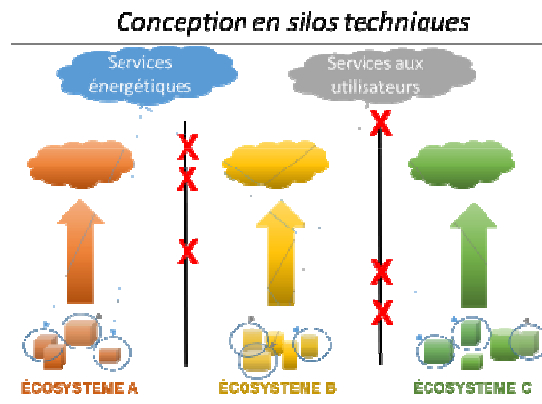 Conception en silos techniques
Services
énergétiques
Services aux
utilisateurs
X
X
X
X
X
X
ÉCOSYSTEME A
ÉCOSYSTEME B
ÉCOSYSTEME C